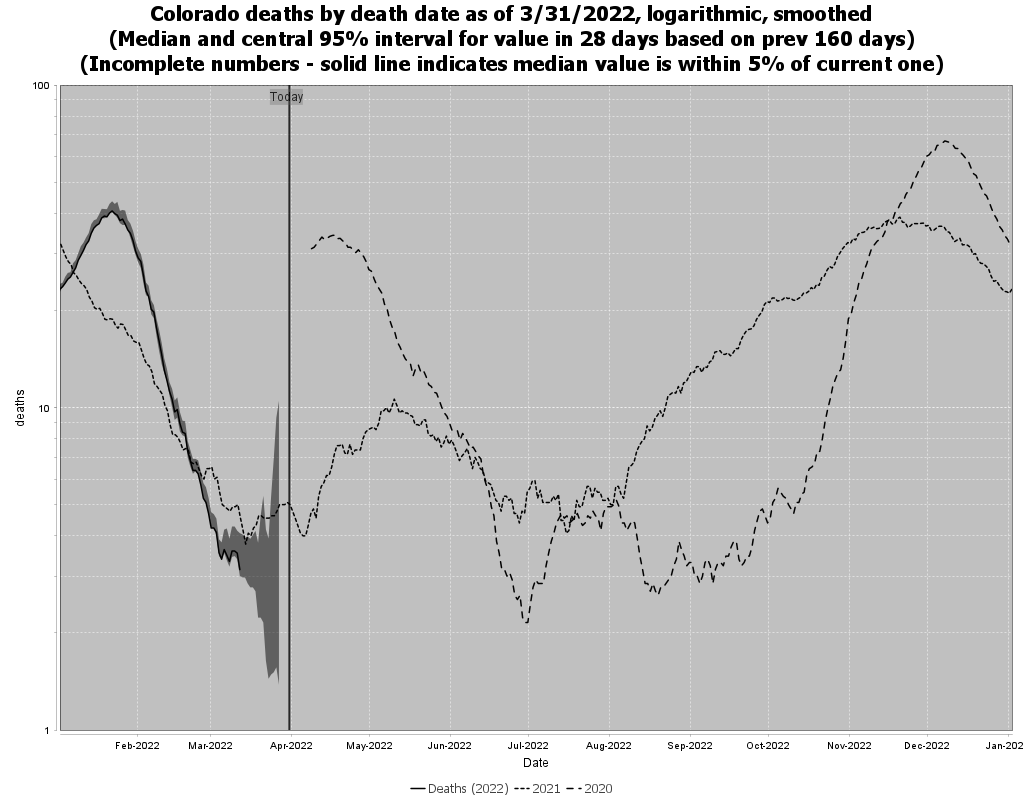 Colorado deaths by death date as of 3/31/2022, logarithmic, smoothed
(Median and central 95% interval for value in 28 days based on prev 160 days)
(Incomplete numbers - solid line indicates median value is within 5% of current one)
100
Today
10
deaths
1
Feb-2022 Mar-2022 Apr-2022 May-2022 Jun-2022 Jul-2022 Aug-2022 Sep-2022 Oct-2022 Nov-2022 Dec-2022 Jan-202
Date
Deaths (2022) 2021 2020